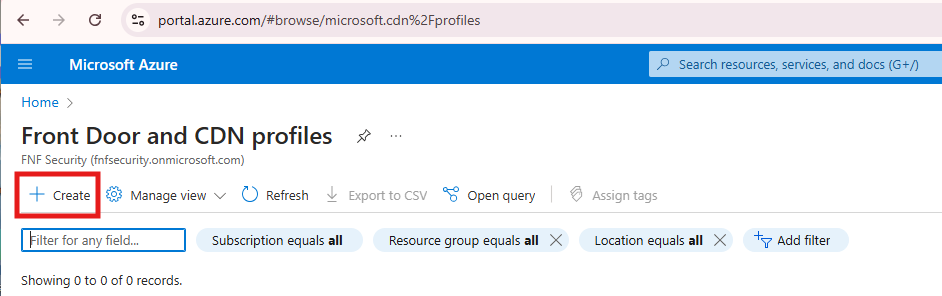 portal.azure.com/#browse/microsoft.cdn%2Fprofiles
Microsoft Azure
Search resources, services, and docs (G+/)
Home
Front Door and CDN profiles
FNF Security (fnfsecurity.onmicrosoft.com)
Create Manage view Refresh Export to CSV Open query Assign tags
Filter for any field... Subscription equals all Resource group equals all Location equals all Add filter
Showing 0 to 0 of 0 records.